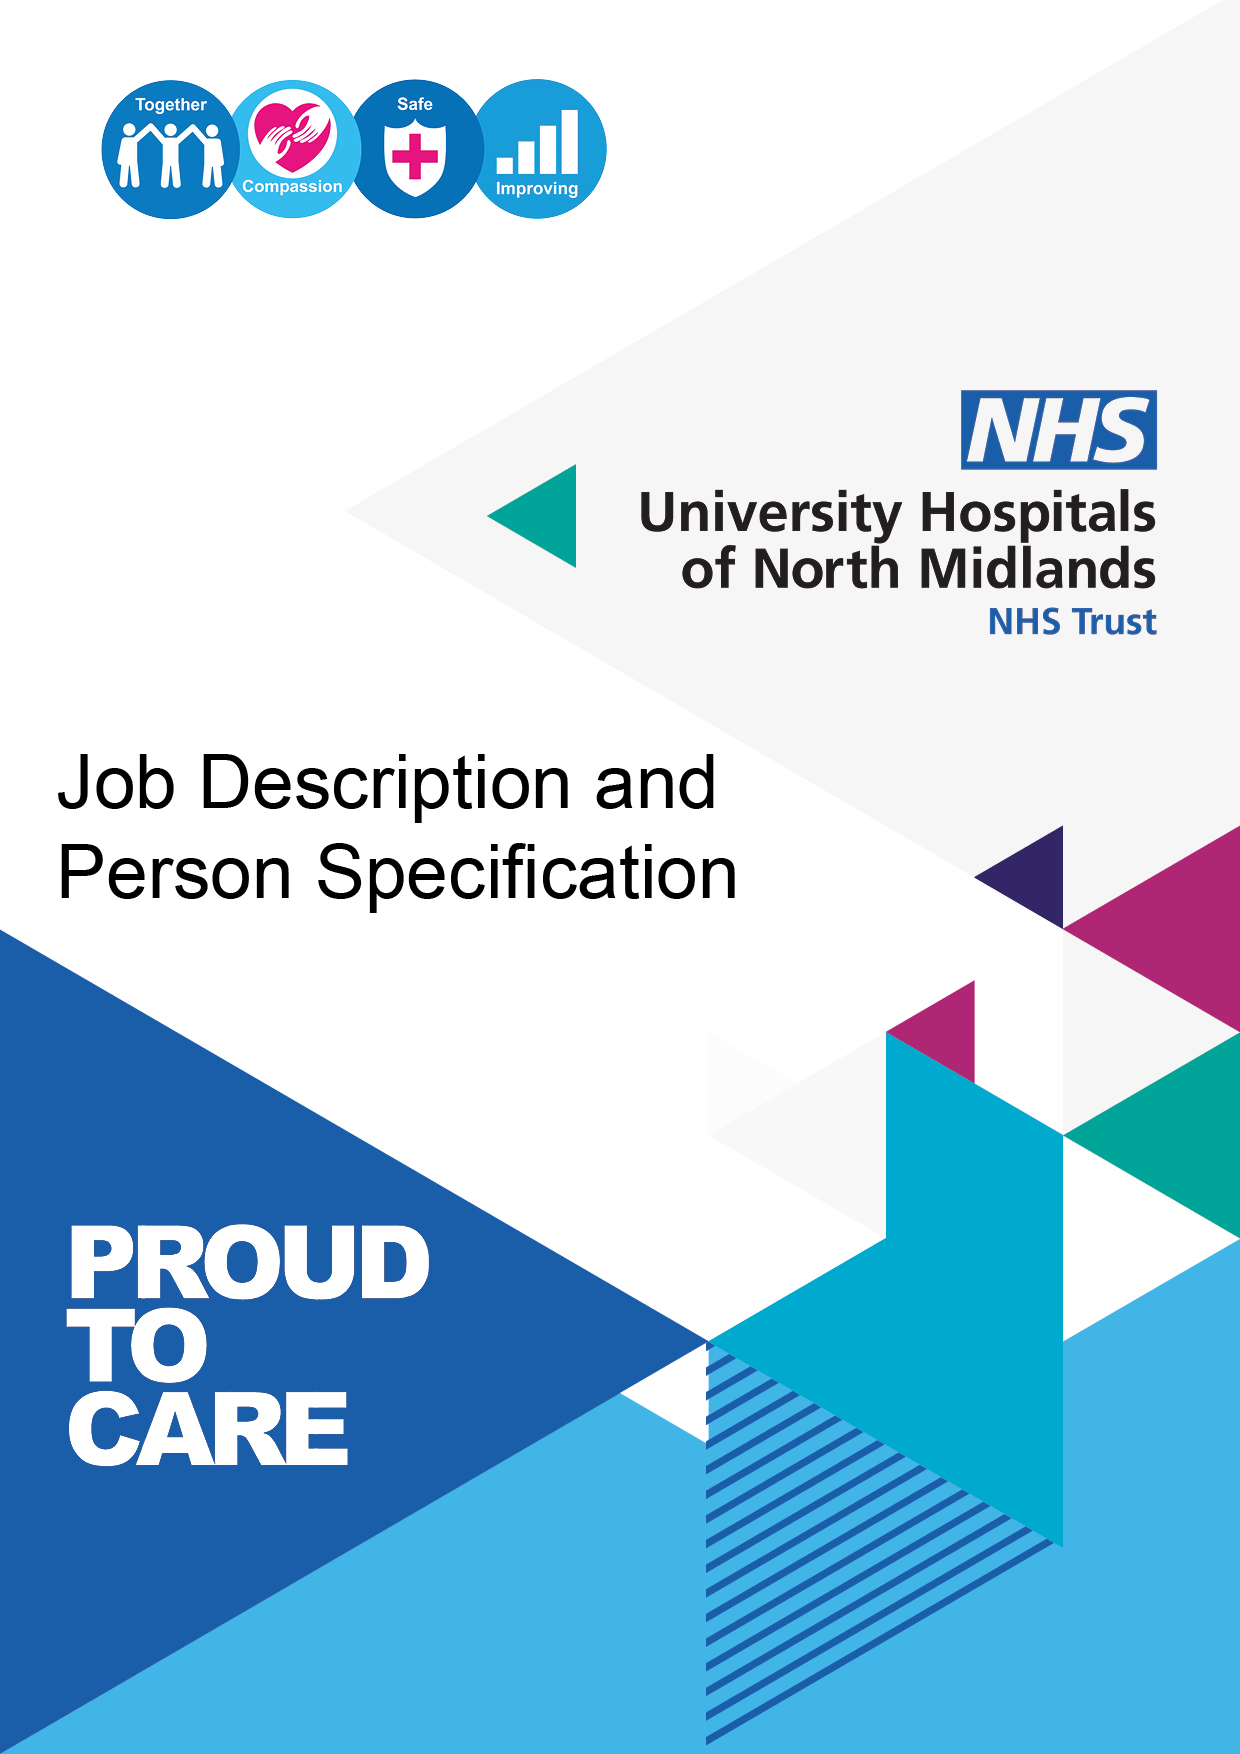 Together
Compassion
Safe
Improving
NHS
University Hospitals
of North Midlands
NHS Trust
Job Description and
Person Specification
PROUD
TO
CARE